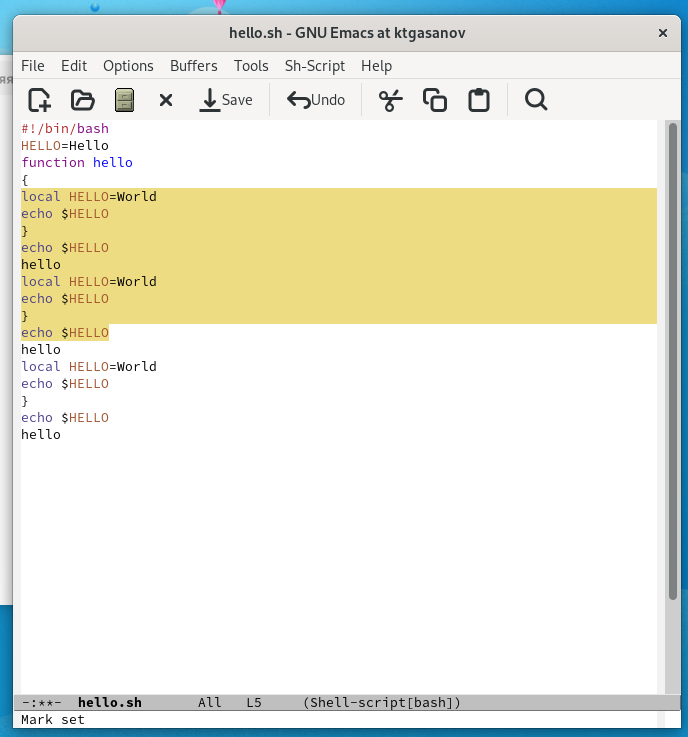 hello.sh - GNU Emacs at ktgasanov
File Edit Options Buffers Tools Sh-Script Help
Save Undo
яя
#!/bin/bash
HELLO=Hello
function hello
{
local HELLO=World
echo $HELLO
}
echo $HELLO
hello
local HELLO=World
echo $HELLO
}
echo $HELLO
hello
local HELLO=World
echo $HELLO
}
echo $HELLO
hello
-:**- hello.sh All L5 (Shell-script[bash])
Mark set